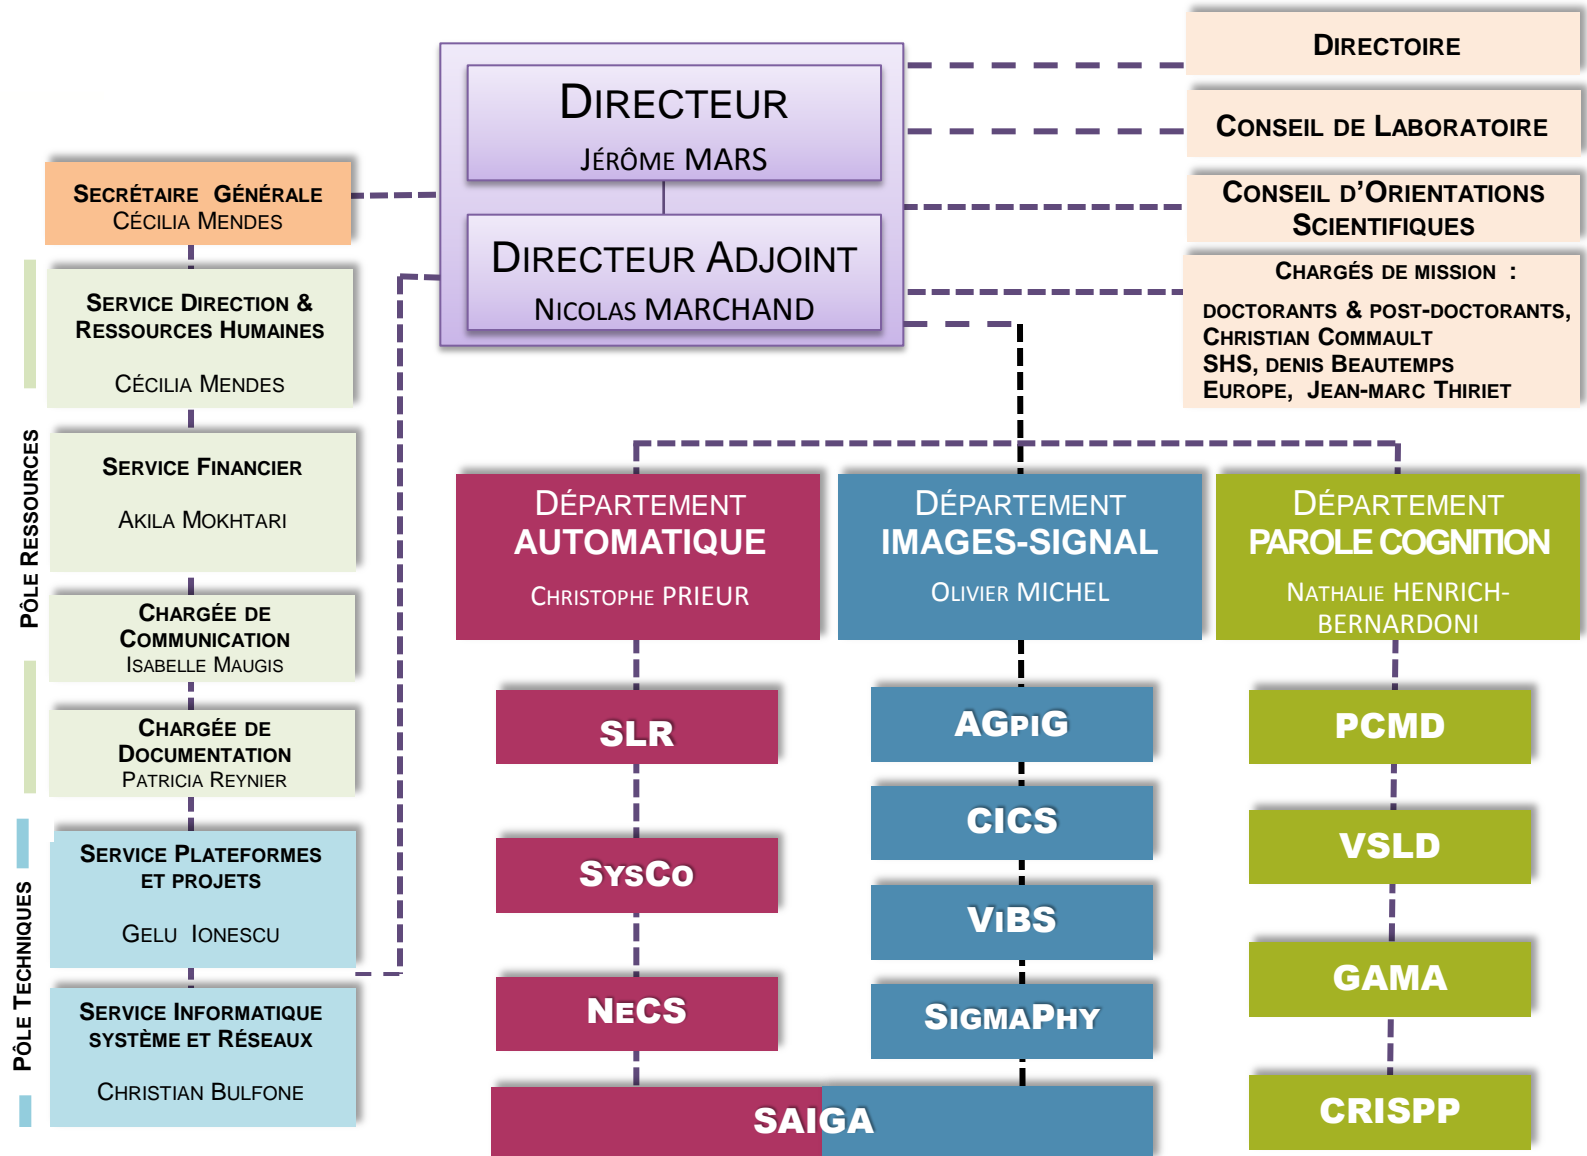 DIRECTEUR
JÉRÔME MARS
DIRECTEUR ADJOINT
NICOLAS MARCHAND
DIRECTOIRE
CONSEIL DE LABORATOIRE
CONSEIL D'ORIENTATIONS
SCIENTIFIQUES
CHARGÉS DE MISSION :
DOCTORANTS & POST-DOCTORANTS,
CHRISTIAN COMMAULT
SHS, DENIS BEAUTEMPS
EUROPE, JEAN-MARC THIRIET
SECRÉTAIRE GÉNÉRALE
CÉCILIA MENDES
PÔLE RESSOURCES
SERVICE DIRECTION &
RESSOURCES HUMAINES
CÉCILIA MENDES
SERVICE FINANCIER
AKILA MOKHTARI
CHARGÉE DE
COMMUNICATION
ISABELLE MAUGIS
CHARGÉE DE
DOCUMENTATION
PATRICIA REYNIER
PÔLE TECHNIQUES
SERVICE PLATEFORMES
ET PROJETS
GELU IONESCU
SERVICE INFORMATIQUE
SYSTÈME ET RÉSEAUX
CHRISTIAN BULFONE
DÉPARTEMENT
AUTOMATIQUE
CHRISTOPHE PRIEUR
SLR
SYSCO
NECS
DÉPARTEMENT
IMAGES-SIGNAL
OLIVIER MICHEL
AGPIG
CICS
VIBS
SIGMAPHY
SAIGA
DÉPARTEMENT
PAROLE COGNITION
NATHALIE HENRICH-
BERNARDONI
PCMD
VSLD
GAMA
CRISPP